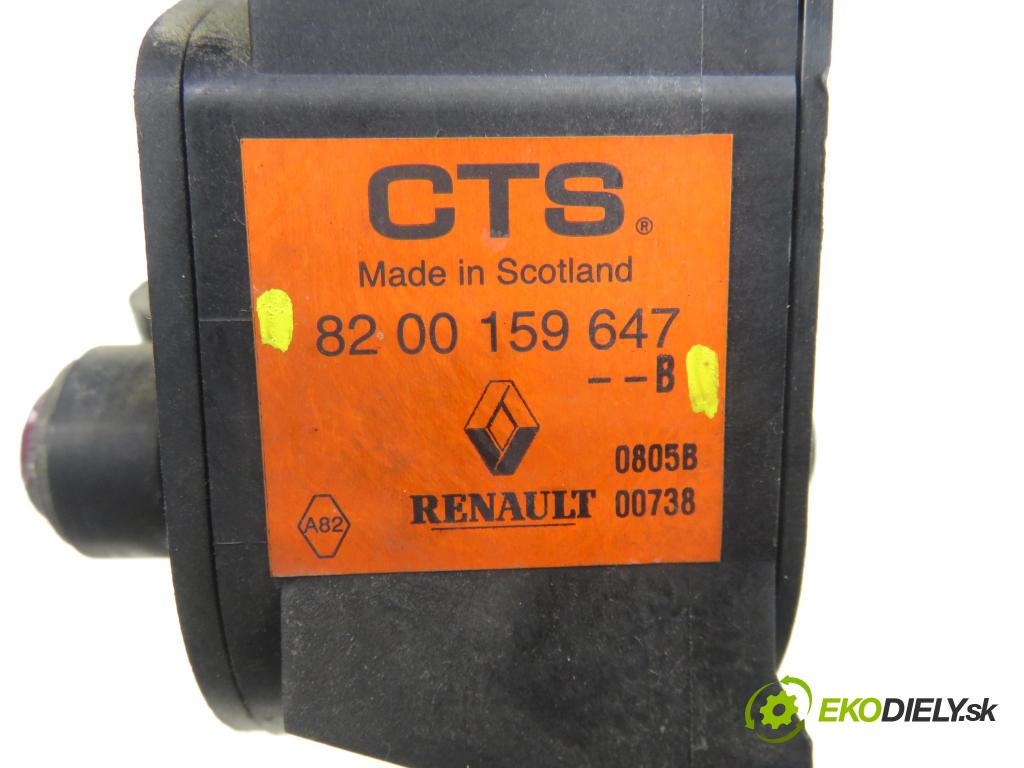 CTS®
Made in Scotland
82 00 159 647
--B
0805B
A82
RENAULT 00738
EKODIELY.sk